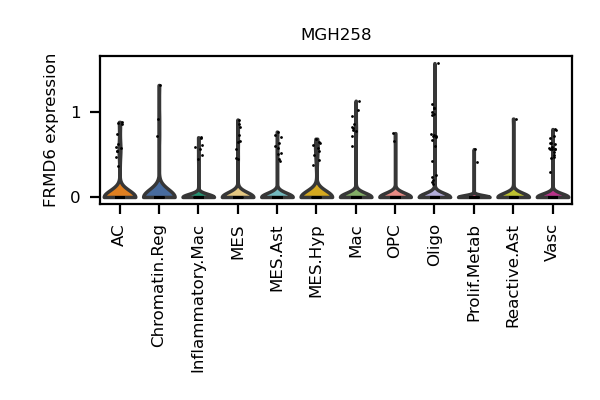 MGH258
FRMD6 expression
1
0
AC
Chromatin.Reg
Inflammatory.Mac
MES
MES.Ast
MES.Hyp
Mac
OPC
Oligo
Prolif.Metab
Reactive.Ast
Vasc